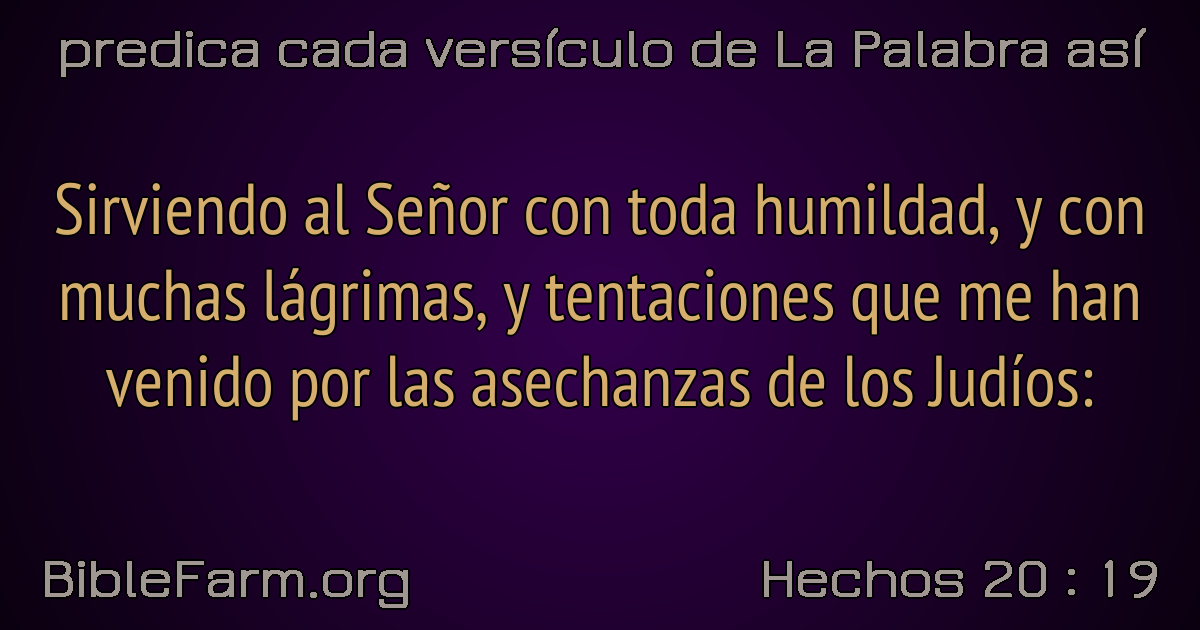 predica cada versículo de La Palabra así
Sirviendo al Señor con toda humildad, y con
muchas lágrimas, y tentaciones que me han
venido por las asechanzas de los Judíos:
BibleFarm.org
Hechos 20 : 19